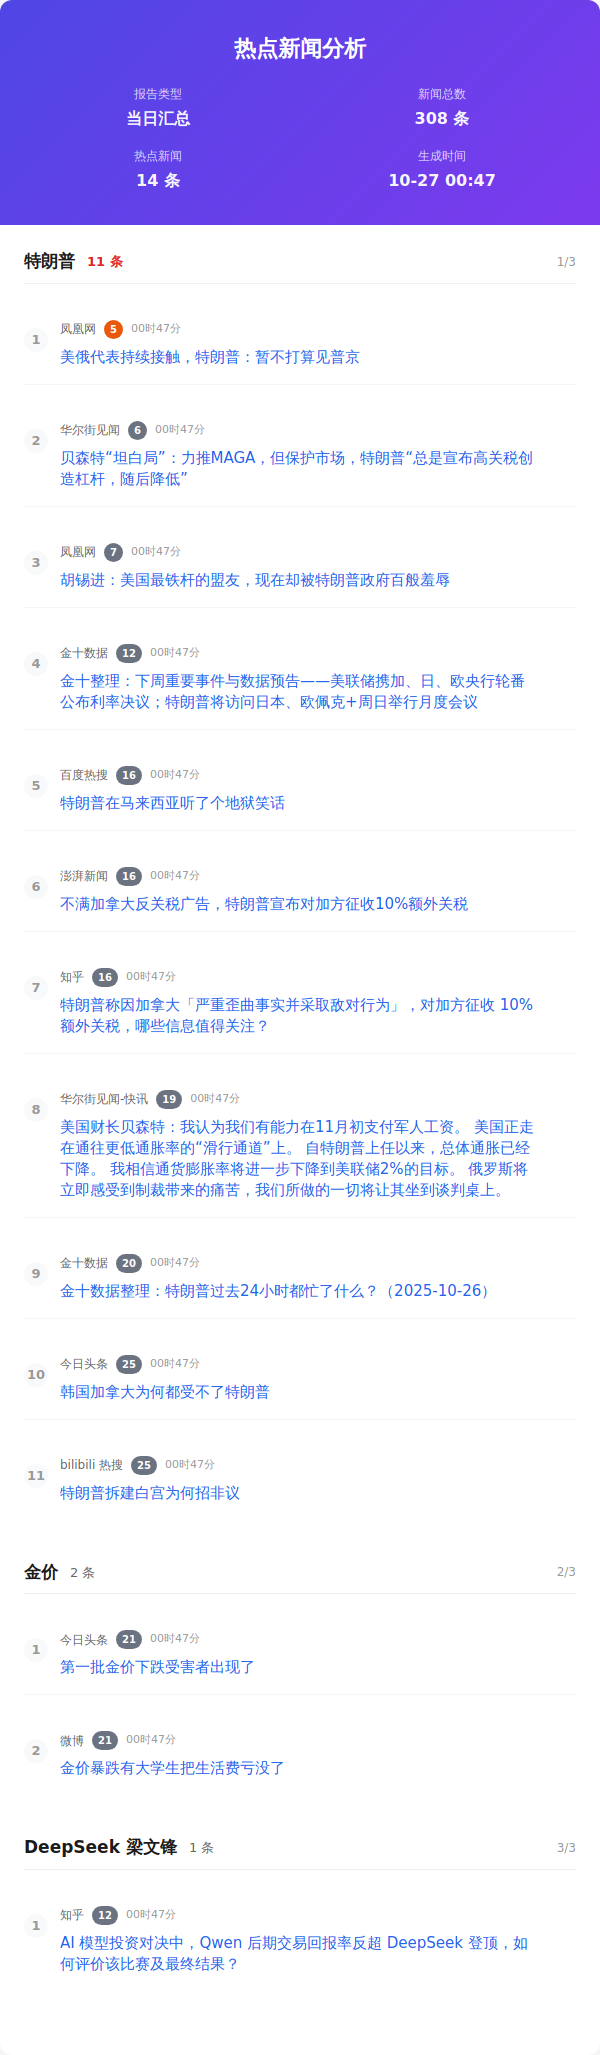 热点新闻分析
报告类型
新闻总数
当日汇总
308 条
热点新闻
生成时间
14 条
10-27 00:47
特朗普 11 条 1/3
1 凤凰网 5 00时47分
美俄代表持续接触，特朗普：暂不打算见普京
2 华尔街见闻 6 00时47分
贝森特“坦白局”：力推MAGA，但保护市场，特朗普“总是宣布高关税创
造杠杆，随后降低”
3 凤凰网 7 00时47分
胡锡进：美国最铁杆的盟友，现在却被特朗普政府百般羞辱
4 金十数据 12 00时47分
金十整理：下周重要事件与数据预告——美联储携加、日、欧央行轮番
公布利率决议；特朗普将访问日本、欧佩克+周日举行月度会议
5 百度热搜 16 00时47分
特朗普在马来西亚听了个地狱笑话
6 澎湃新闻 16 00时47分
不满加拿大反关税广告，特朗普宣布对加方征收10%额外关税
7 知乎 16 00时47分
特朗普称因加拿大「严重歪曲事实并采取敌对行为」，对加方征收 10%
额外关税，哪些信息值得关注？
8 华尔街见闻-快讯 19 00时47分
美国财长贝森特：我认为我们有能力在11月初支付军人工资。 美国正走
在通往更低通胀率的“滑行通道”上。 自特朗普上任以来，总体通胀已经
下降。 我相信通货膨胀率将进一步下降到美联储2%的目标。 俄罗斯将
立即感受到制裁带来的痛苦，我们所做的一切将让其坐到谈判桌上。
9 金十数据 20 00时47分
金十数据整理：特朗普过去24小时都忙了什么？（2025-10-26）
10 今日头条 25 00时47分
韩国加拿大为何都受不了特朗普
11 bilibili 热搜 25 00时47分
特朗普拆建白宫为何招非议
金价 2 条 2/3
1 今日头条 21 00时47分
第一批金价下跌受害者出现了
2 微博 21 00时47分
金价暴跌有大学生把生活费亏没了
DeepSeek 梁文锋 1 条 3/3
1 知乎 12 00时47分
AI 模型投资对决中，Qwen 后期交易回报率反超 DeepSeek 登顶，如
何评价该比赛及最终结果？